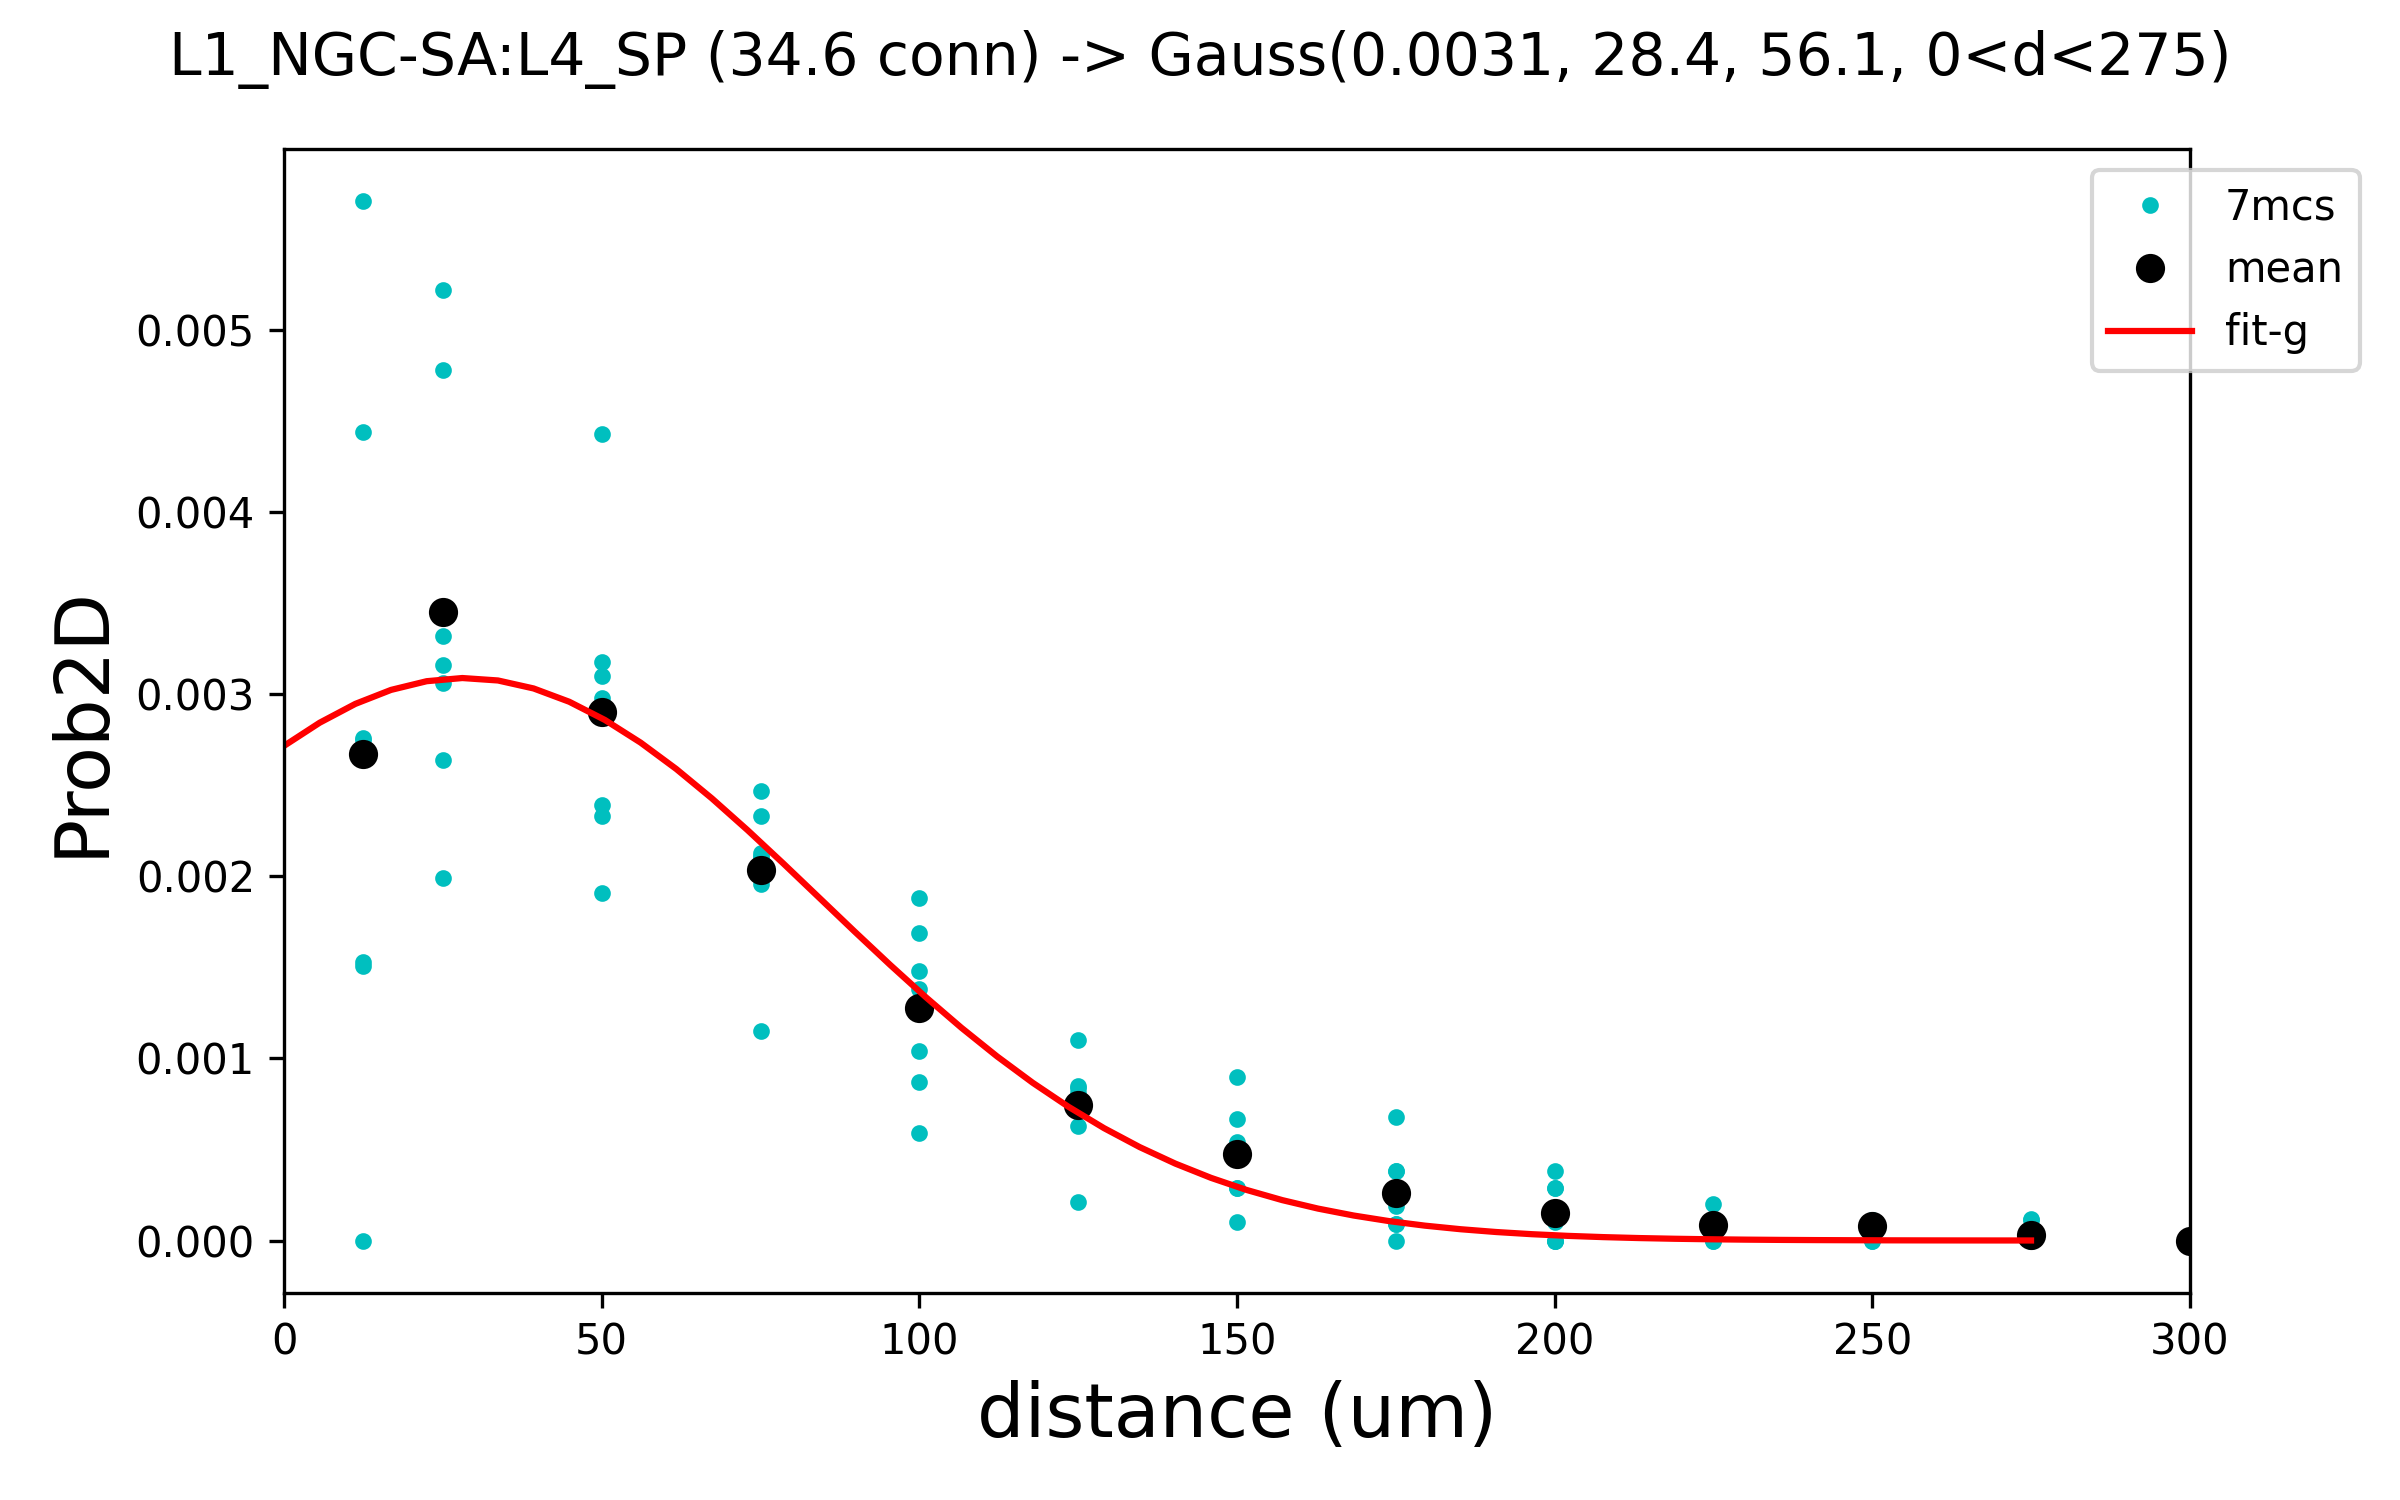 L1_NGC-SA:L4_SP (34.6 conn) -> Gauss(0.0031, 28.4, 56.1, 0<d<275)
7mcs
mean
fit-g
0.005
0.004
0.003
0.002
0.001
0.000
Prob2D
0 50 100 150 200 250 300
distance (um)